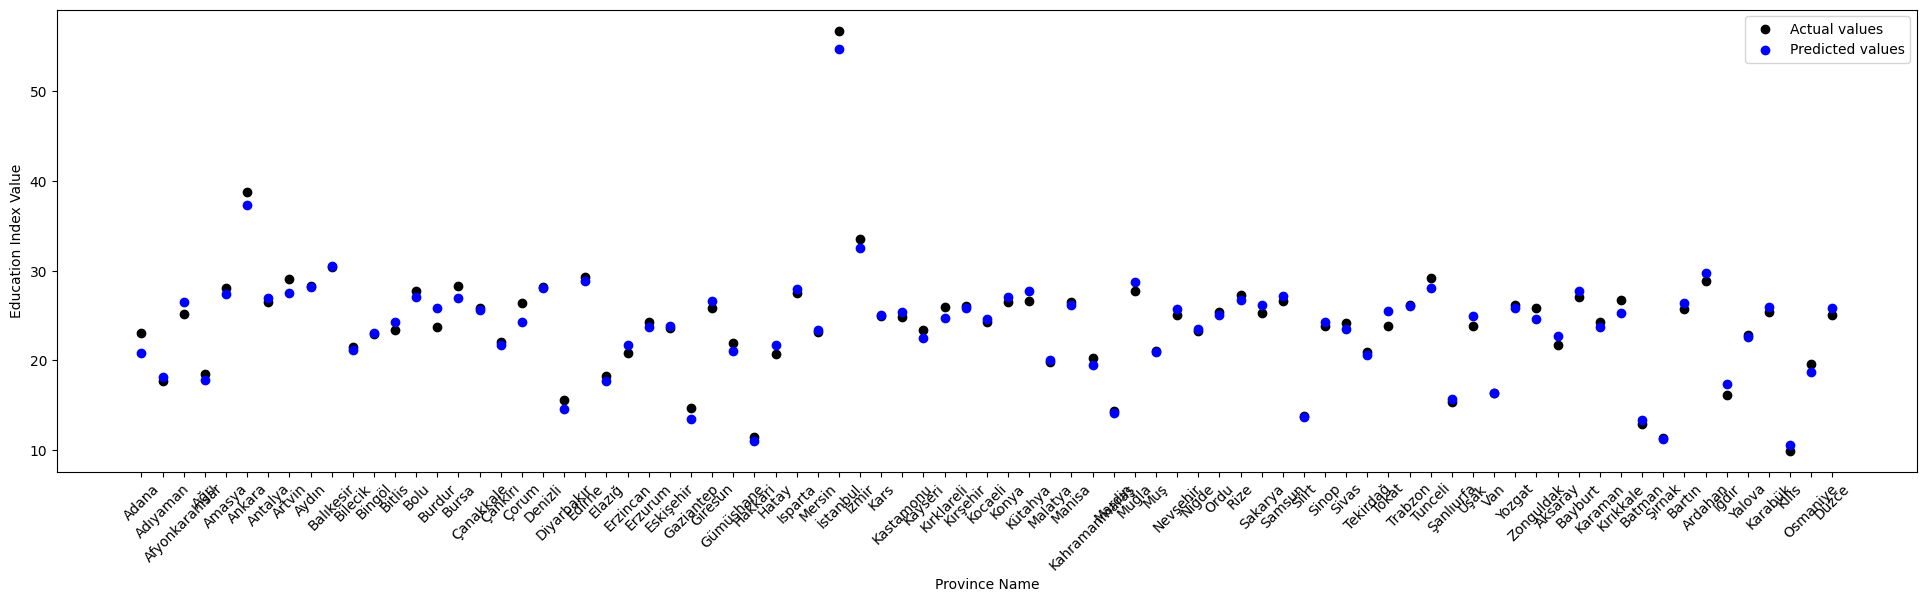 Actual values
Predicted values
Education Index Value
50
40
30
20
10
Adana
Adıyaman
Afyonkarahisar
Ağrı
Amasya
Ankara
Antalya
Artvin
Aydın
Balıkesir
Bilecik
Bingöl
Bitlis
Bolu
Burdur
Bursa
Çanakkale
Çankırı
Çorum
Denizli
Diyarbakır
Edirne
Elazığ
Erzincan
Erzurum
Eskişehir
Gaziantep
Giresun
Gümüşhane
Hakkari
Hatay
Isparta
Mersin
İstanbul
İzmir
Kars
Kastamonu
Kayseri
Kırklareli
Kırşehir
Kocaeli
Konya
Kütahya
Malatya
Manisa
Kahramanmaraş
Mardin
Muğla
Muş
Nevşehir
Niğde
Ordu
Rize
Sakarya
Samsun
Siirt
Sinop
Sivas
Tekirdağ
Tokat
Trabzon
Tunceli
Şanlıurfa
Uşak
Van
Yozgat
Zonguldak
Aksaray
Bayburt
Karaman
Kırıkkale
Batman
Şırnak
Bartın
Ardahan
Iğdır
Yalova
Karabük
Kilis
Osmaniye
Düzce
Province Name